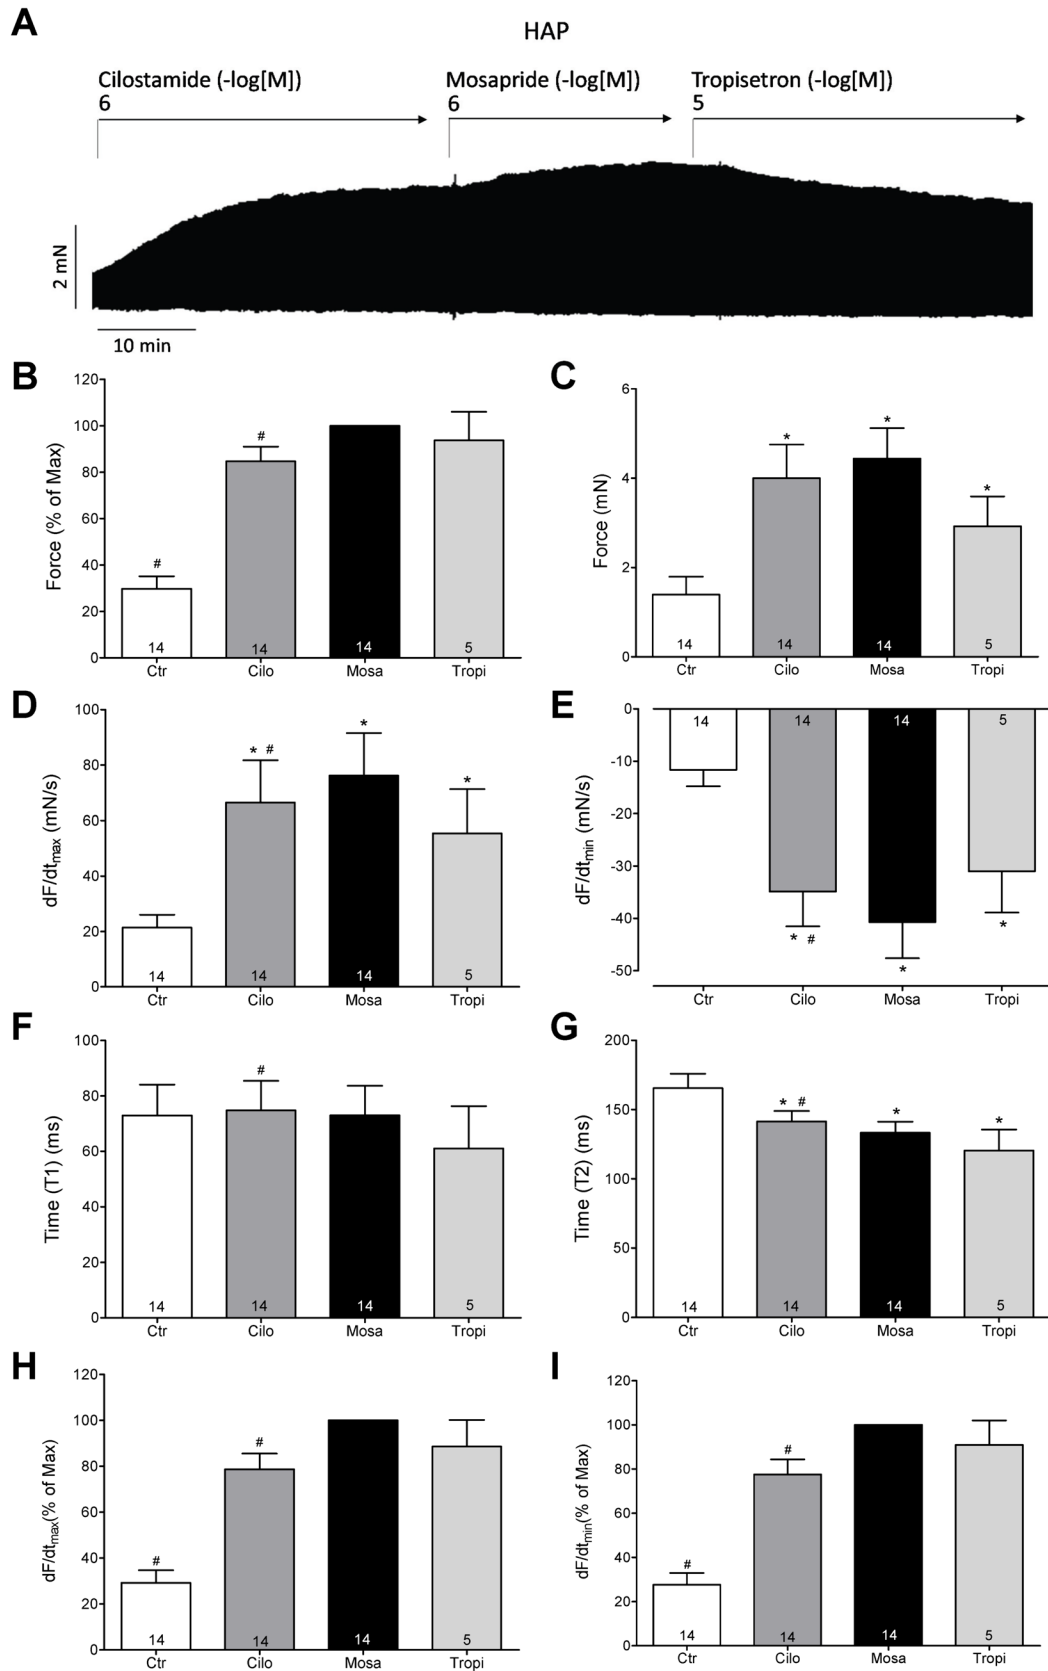 A
HAP
Cilostamide (-log[M])
Mosapride (-log[M])
Tropisetron (-log[M])
6
6
5
2 mN
10 min
B
Force (% of Max)
120
100
80
60
40
20
0
#
#
14
14
14
5
Ctr
Cilo
Mosa
Tropi
C
Force (mN)
6
4
2
0
*
*
*
14
14
14
5
Ctr
Cilo
Mosa
Tropi
D
dF/dtmax (mN/s)
100
80
60
40
20
0
* #
*
*
14
14
14
5
Ctr
Cilo
Mosa
Tropi
E
dF/dtmin (mN/s)
0
-10
-20
-30
-40
-50
14
14
14
5
* #
*
*
Ctr
Cilo
Mosa
Tropi
F
Time (T1) (ms)
100
80
60
40
20
0
#
14
14
14
5
Ctr
Cilo
Mosa
Tropi
G
Time (T2) (ms)
200
150
100
50
0
* #
*
*
14
14
14
5
Ctr
Cilo
Mosa
Tropi
H
dF/dtmax(% of Max)
120
100
80
60
40
20
0
#
#
14
14
14
5
Ctr
Cilo
Mosa
Tropi
I
dF/dtmin(% of Max)
120
100
80
60
40
20
0
#
#
14
14
14
5
Ctr
Cilo
Mosa
Tropi